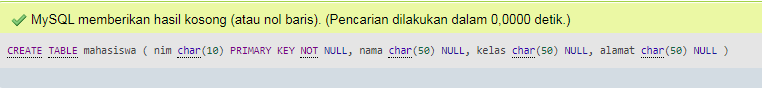 MySQL memberikan hasil kosong (atau nol baris). (Pencarian dilakukan dalam 0,0000 detik.)
CREATE TABLE mahasiswa ( nim char(10) PRIMARY KEY NOT NULL, nama char(50) NULL, kelas char(50) NULL, alamat char(50) NULL )